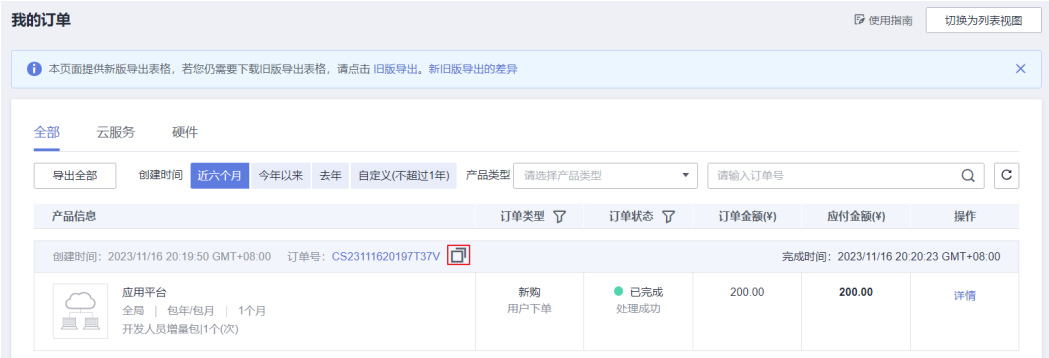 我的订单 使用指南 切换为列表视图
本页面提供新版导出表格，若您仍需要下载旧版导出表格，请点击 旧版导出。新旧版导出的差异
全部 云服务 硬件
导出全部 创建时间 近六个月 今年以来 去年 自定义(不超过1年) 产品类型 请选择产品类型 请输入订单号
产品信息 订单类型 订单状态 订单金额(¥) 应付金额(¥) 操作
创建时间：2023/11/16 20:19:50 GMT+08:00 订单号：CS23111620197T37V 完成时间：2023/11/16 20:20:23 GMT+08:00
应用平台 新购 已完成 200.00 200.00 详情
全局 | 包年/包月 | 1个月 用户下单 处理成功
开发人员增量包|1个(次)